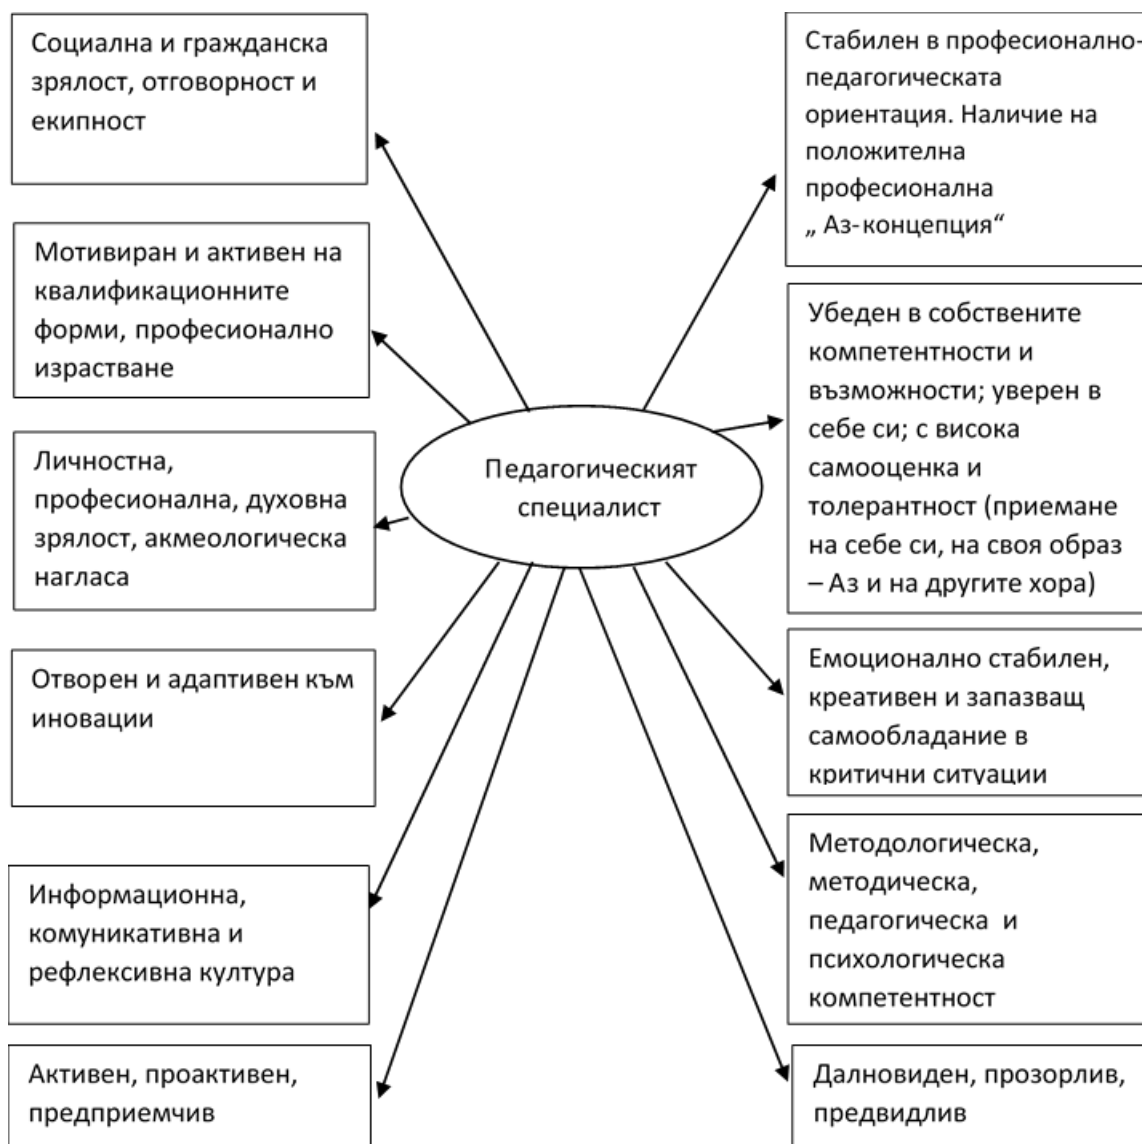 Социална и гражданска
зрялост, отговорност и
екипност
Мотивиран и активен на
квалификационните
форми, професионално
израстване
Личностна,
професионална, духовна
зрялост, акмеологическа
нагласа
Отворен и адаптивен към
иновации
Информационна,
комуникативна и
рефлексивна култура
Активен, проактивен,
предприемчив
Педагогическият
специалист
Стабилен в професионално-
педагогическата
ориентация. Наличие на
положителна
професионална
„ Аз-концепция“
Убеден в собствените
компетентности и
възможности; уверен в
себе си; с висока
самооценка и
толерантност (приемане
на себе си, на своя образ
– Аз и на другите хора)
Емоционално стабилен,
креативен и запазващ
самообладание в
критични ситуации
Методологическа,
методическа,
педагогическа и
психологическа
компетентност
Далновиден, прозорлив,
предвидлив